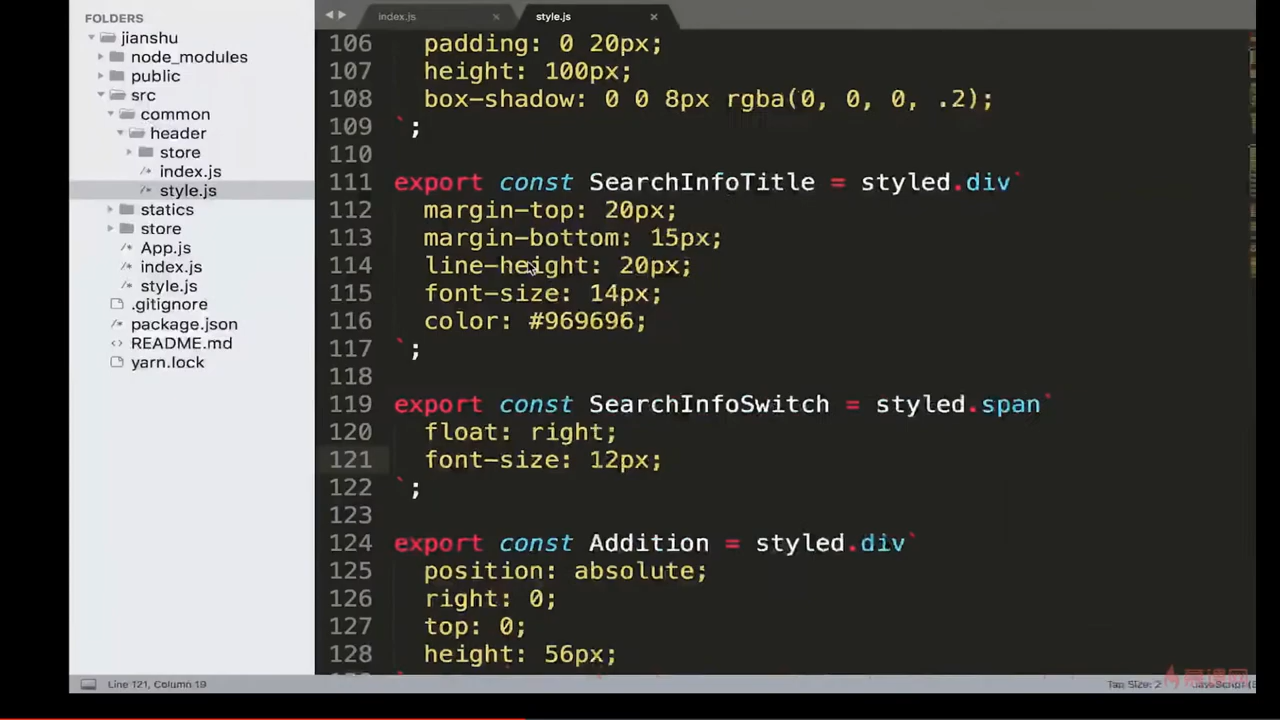 FOLDERS
jianshu
node_modules
public
src
common
header
store
index.js
style.js
statics
store
App.js
index.js
style.js
.gitignore
package.json
README.md
yarn.lock
index.js
style.js
106 padding: 0 20px;
107 height: 100px;
108 box-shadow: 0 0 8px rgba(0, 0, 0, .2);
109 `;
110
111 export const SearchInfoTitle = styled.div`
112 margin-top: 20px;
113 margin-bottom: 15px;
114 line-height: 20px;
115 font-size: 14px;
116 color: #969696;
117 `;
118
119 export const SearchInfoSwitch = styled.span`
120 float: right;
121 font-size: 12px;
122 `;
123
124 export const Addition = styled.div`
125 position: absolute;
126 right: 0;
127 top: 0;
128 height: 56px;
Line 121, Column 19
Tab Size: 2